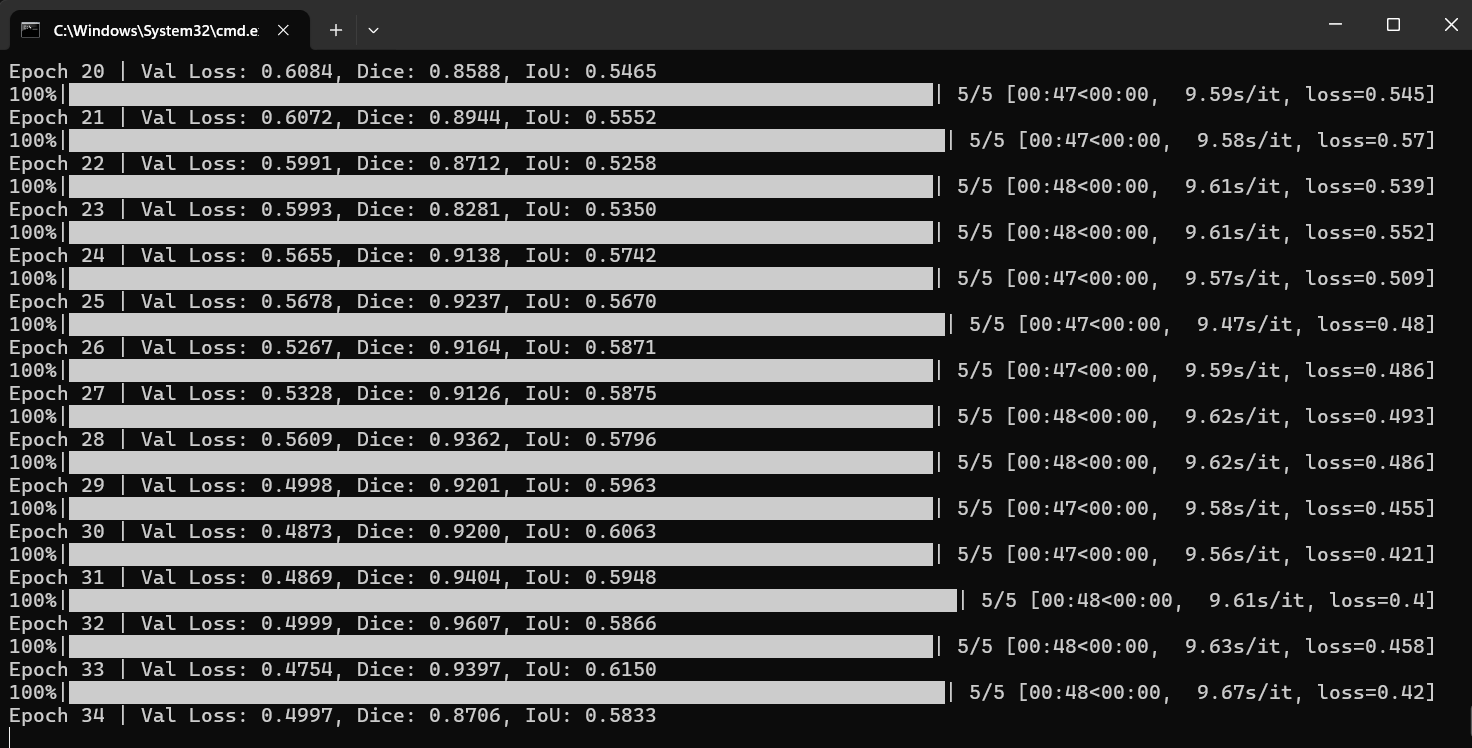 C:\Windows\System32\cmd.e
Epoch 20 | Val Loss: 0.6084, Dice: 0.8588, IoU: 0.5465
100%|| 5/5 [00:47<00:00,  9.59s/it, loss=0.545]
Epoch 21 | Val Loss: 0.6072, Dice: 0.8944, IoU: 0.5552
100%|| 5/5 [00:47<00:00,  9.58s/it, loss=0.57]
Epoch 22 | Val Loss: 0.5991, Dice: 0.8712, IoU: 0.5258
100%|| 5/5 [00:48<00:00,  9.61s/it, loss=0.539]
Epoch 23 | Val Loss: 0.5993, Dice: 0.8281, IoU: 0.5350
100%|| 5/5 [00:48<00:00,  9.61s/it, loss=0.552]
Epoch 24 | Val Loss: 0.5655, Dice: 0.9138, IoU: 0.5742
100%|| 5/5 [00:47<00:00,  9.57s/it, loss=0.509]
Epoch 25 | Val Loss: 0.5678, Dice: 0.9237, IoU: 0.5670
100%|| 5/5 [00:47<00:00,  9.47s/it, loss=0.48]
Epoch 26 | Val Loss: 0.5267, Dice: 0.9164, IoU: 0.5871
100%|| 5/5 [00:47<00:00,  9.59s/it, loss=0.486]
Epoch 27 | Val Loss: 0.5328, Dice: 0.9126, IoU: 0.5875
100%|| 5/5 [00:48<00:00,  9.62s/it, loss=0.493]
Epoch 28 | Val Loss: 0.5609, Dice: 0.9362, IoU: 0.5796
100%|| 5/5 [00:48<00:00,  9.62s/it, loss=0.486]
Epoch 29 | Val Loss: 0.4998, Dice: 0.9201, IoU: 0.5963
100%|| 5/5 [00:47<00:00,  9.58s/it, loss=0.455]
Epoch 30 | Val Loss: 0.4873, Dice: 0.9200, IoU: 0.6063
100%|| 5/5 [00:47<00:00,  9.56s/it, loss=0.421]
Epoch 31 | Val Loss: 0.4869, Dice: 0.9404, IoU: 0.5948
100%|| 5/5 [00:48<00:00,  9.61s/it, loss=0.4]
Epoch 32 | Val Loss: 0.4999, Dice: 0.9607, IoU: 0.5866
100%|| 5/5 [00:48<00:00,  9.63s/it, loss=0.458]
Epoch 33 | Val Loss: 0.4754, Dice: 0.9397, IoU: 0.6150
100%|| 5/5 [00:48<00:00,  9.67s/it, loss=0.42]
Epoch 34 | Val Loss: 0.4997, Dice: 0.8706, IoU: 0.5833